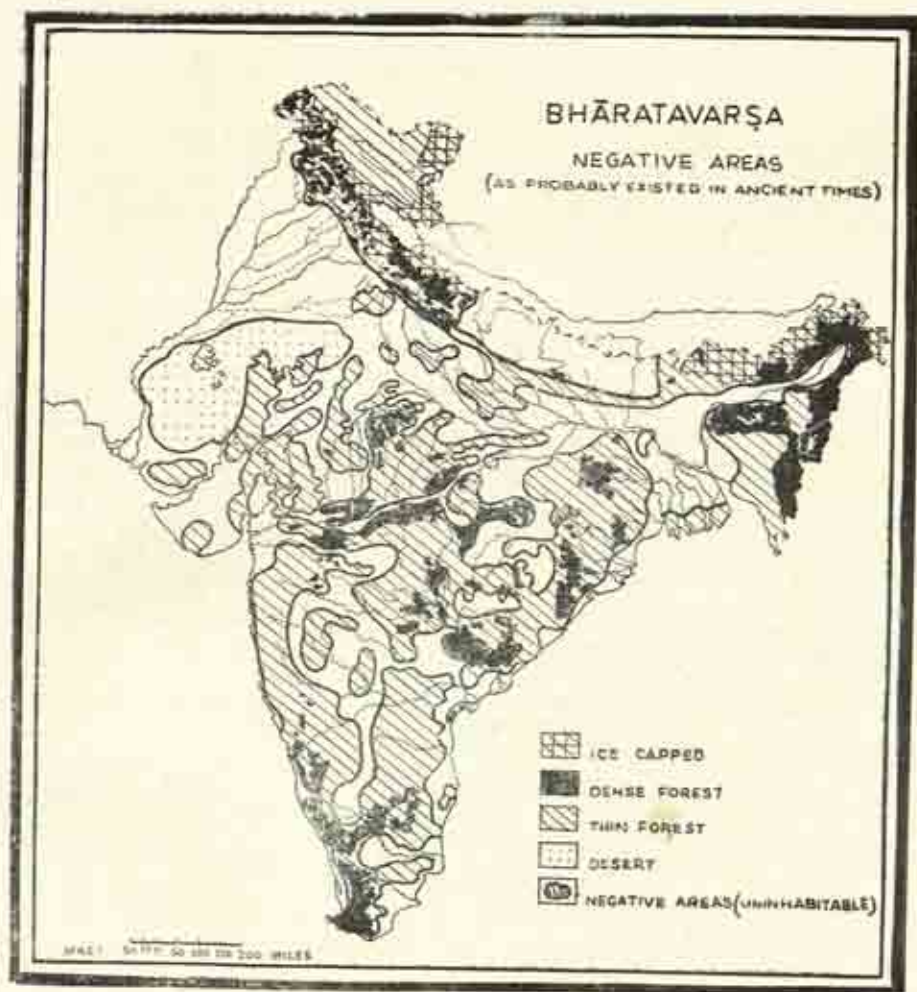 BHĀRATAVARṢA
NEGATIVE AREAS
(AS PROBABLY EXISTED IN ANCIENT TIMES)
ICE CAPPED
DENSE FOREST
THIN FOREST
DESERT
NEGATIVE AREAS (UNINHABITABLE)
200 MILES